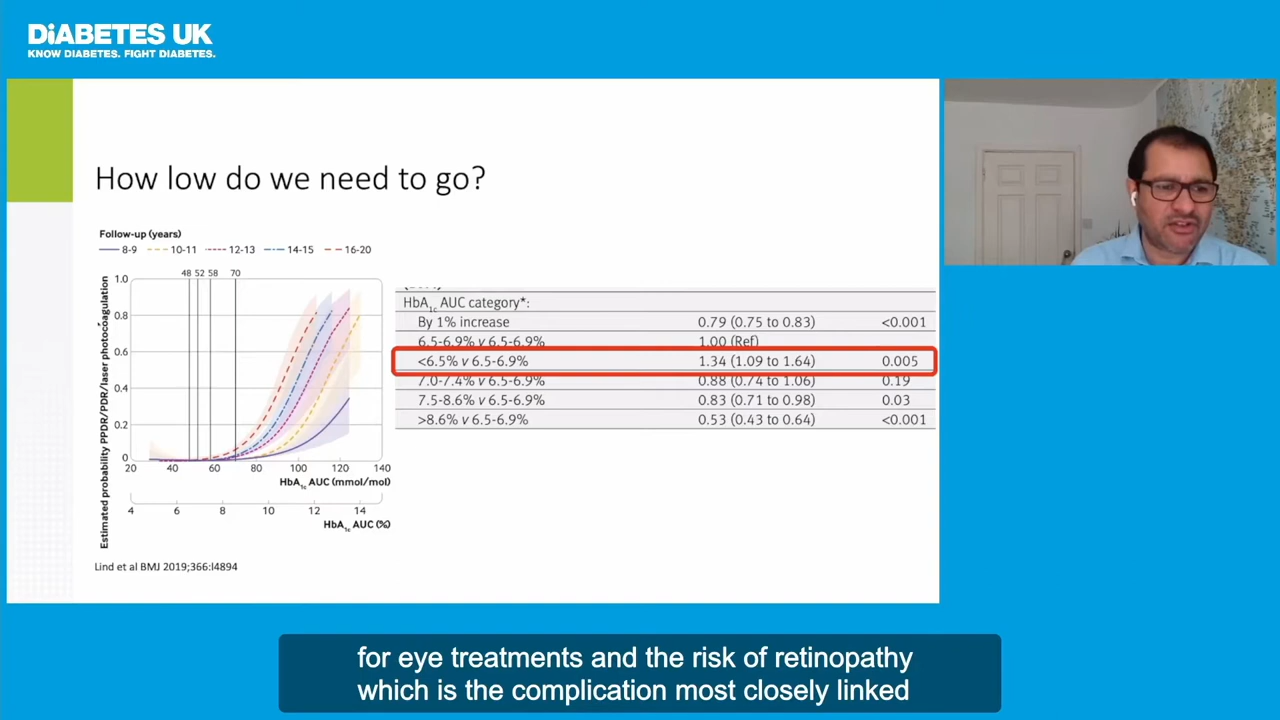 DiABETES UK
KNOW DIABETES. FIGHT DIABETES.
How low do we need to go?
Follow-up (years)
8-9 10-11 12-13 14-15 16-20
48 52 58 70
Estimated probability PPDR/PDR/laser photocoagulation
1.0
0.8
0.6
0.4
0.2
0
20 40 60 80 100 120 140
HbA1c AUC (mmol/mol)
4 6 8 10 12 14
HbA1c AUC (%)
HbA1c AUC category*:
By 1% increase 0.79 (0.75 to 0.83) <0.001
6.5-6.9% v 6.5-6.9% 1.00 (Ref)
<6.5% v 6.5-6.9% 1.34 (1.09 to 1.64) 0.005
7.0-7.4% v 6.5-6.9% 0.88 (0.74 to 1.06) 0.19
7.5-8.6% v 6.5-6.9% 0.83 (0.71 to 0.98) 0.03
>8.6% v 6.5-6.9% 0.53 (0.43 to 0.64) <0.001
Lind et al BMJ 2019;366:l4894
for eye treatments and the risk of retinopathy
which is the complication most closely linked